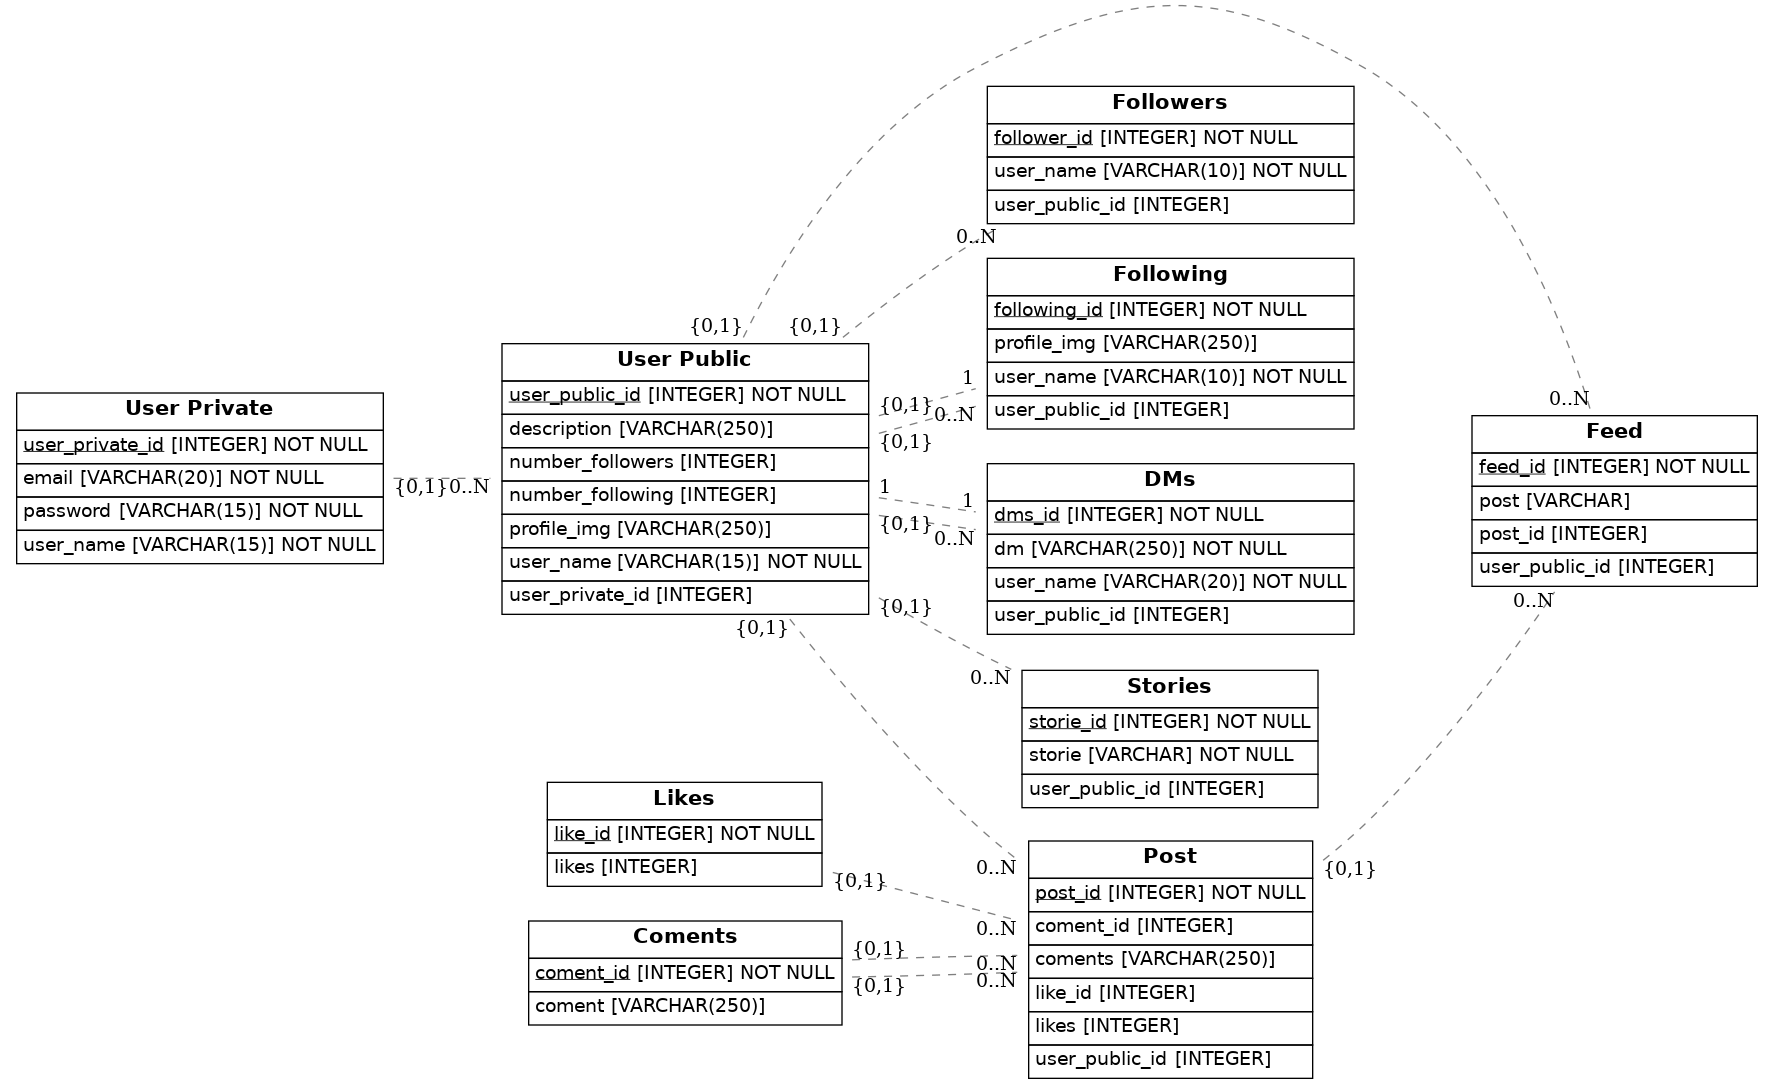 User Private
user_private_id [INTEGER] NOT NULL
email [VARCHAR(20)] NOT NULL
password [VARCHAR(15)] NOT NULL
user_name [VARCHAR(15)] NOT NULL
{0,1}
0..N
{0,1}
{0,1}
User Public
user_public_id [INTEGER] NOT NULL
description [VARCHAR(250)]
number_followers [INTEGER]
number_following [INTEGER]
profile_img [VARCHAR(250)]
user_name [VARCHAR(15)] NOT NULL
user_private_id [INTEGER]
{0,1}
{0,1}
{0,1}
1
{0,1}
{0,1}
Followers
follower_id [INTEGER] NOT NULL
user_name [VARCHAR(10)] NOT NULL
user_public_id [INTEGER]
0..N
Following
following_id [INTEGER] NOT NULL
profile_img [VARCHAR(250)]
user_name [VARCHAR(10)] NOT NULL
user_public_id [INTEGER]
1
0..N
DMs
dms_id [INTEGER] NOT NULL
dm [VARCHAR(250)] NOT NULL
user_name [VARCHAR(20)] NOT NULL
user_public_id [INTEGER]
1
0..N
Stories
storie_id [INTEGER] NOT NULL
storie [VARCHAR] NOT NULL
user_public_id [INTEGER]
0..N
0..N
Feed
feed_id [INTEGER] NOT NULL
post [VARCHAR]
post_id [INTEGER]
user_public_id [INTEGER]
0..N
Likes
like_id [INTEGER] NOT NULL
likes [INTEGER]
{0,1}
Coments
coment_id [INTEGER] NOT NULL
coment [VARCHAR(250)]
{0,1}
{0,1}
0..N
0..N
0..N
0..N
Post
post_id [INTEGER] NOT NULL
coment_id [INTEGER]
coments [VARCHAR(250)]
like_id [INTEGER]
likes [INTEGER]
user_public_id [INTEGER]
{0,1}